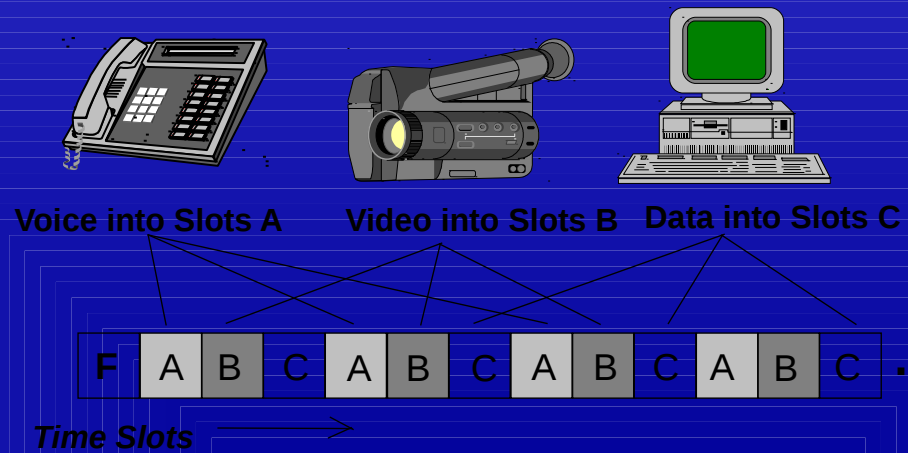 Voice into Slots A Video into Slots B Data into Slots C
F A B C A B C A B C A B C .
Time Slots